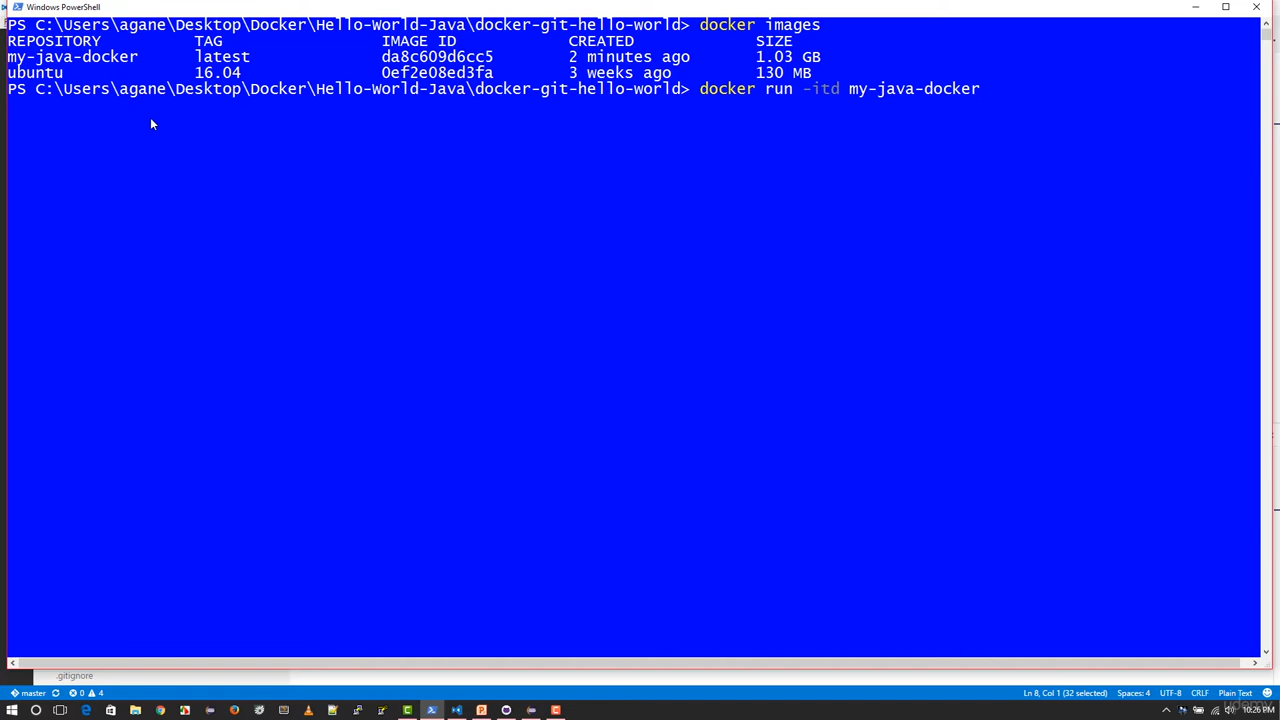 Windows PowerShell
PS C:\Users\agane\Desktop\Docker\Hello-World-Java\docker-git-hello-world> docker images
REPOSITORY TAG IMAGE ID CREATED SIZE
my-java-docker latest da8c609d6cc5 2 minutes ago 1.03 GB
ubuntu 16.04 0ef2e08ed3fa 3 weeks ago 130 MB
PS C:\Users\agane\Desktop\Docker\Hello-World-Java\docker-git-hello-world> docker run -itd my-java-docker
.gitignore
master 0 4 Ln 8, Col 1 (32 selected) Spaces: 4 UTF-8 CRLF Plain Text
udemy
10:26 PM